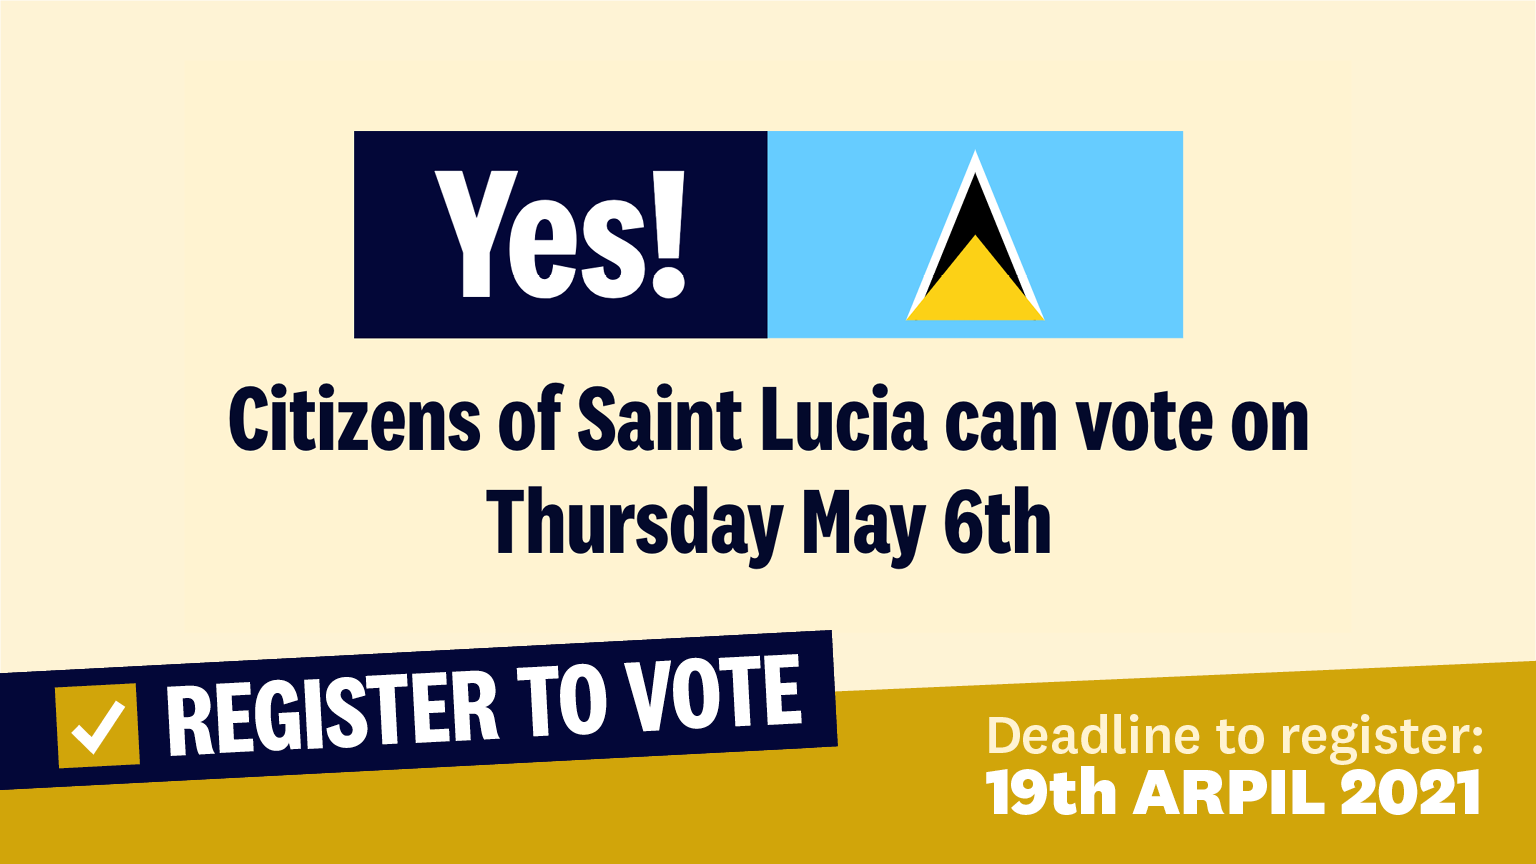 Yes!
Citizens of Saint Lucia can vote on
Thursday May 6th
REGISTER TO VOTE
Deadline to register:
19th ARPIL 2021